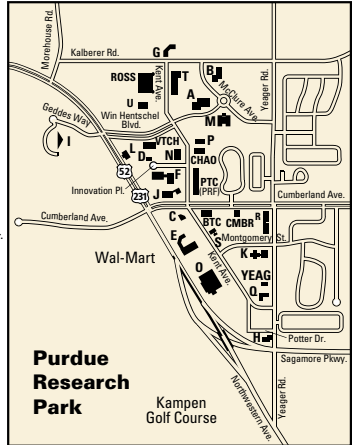 Morehouse Rd.
Kalberer Rd.
G
Kent Ave.
ROSS
T
B
U
A
McClure Ave.
Yeager Rd.
Geddes Way
Win Hentschel
Blvd.
M
I
L
VTCH
P
D
N
CHAO
52
F
Innovation Pl.
PTC
(PRF)
Cumberland Ave.
231
J
Cumberland Ave.
C
BTC
CMBR
R
r.
S
Montgomery St.
E
Wal-Mart
K
Kent Ave.
O
YEAG
Q
H
Potter Dr.
Sagamore Pkwy.
Purdue
Research
Park
Kampen
Golf Course
Northwestern Ave.
Yeager Rd.